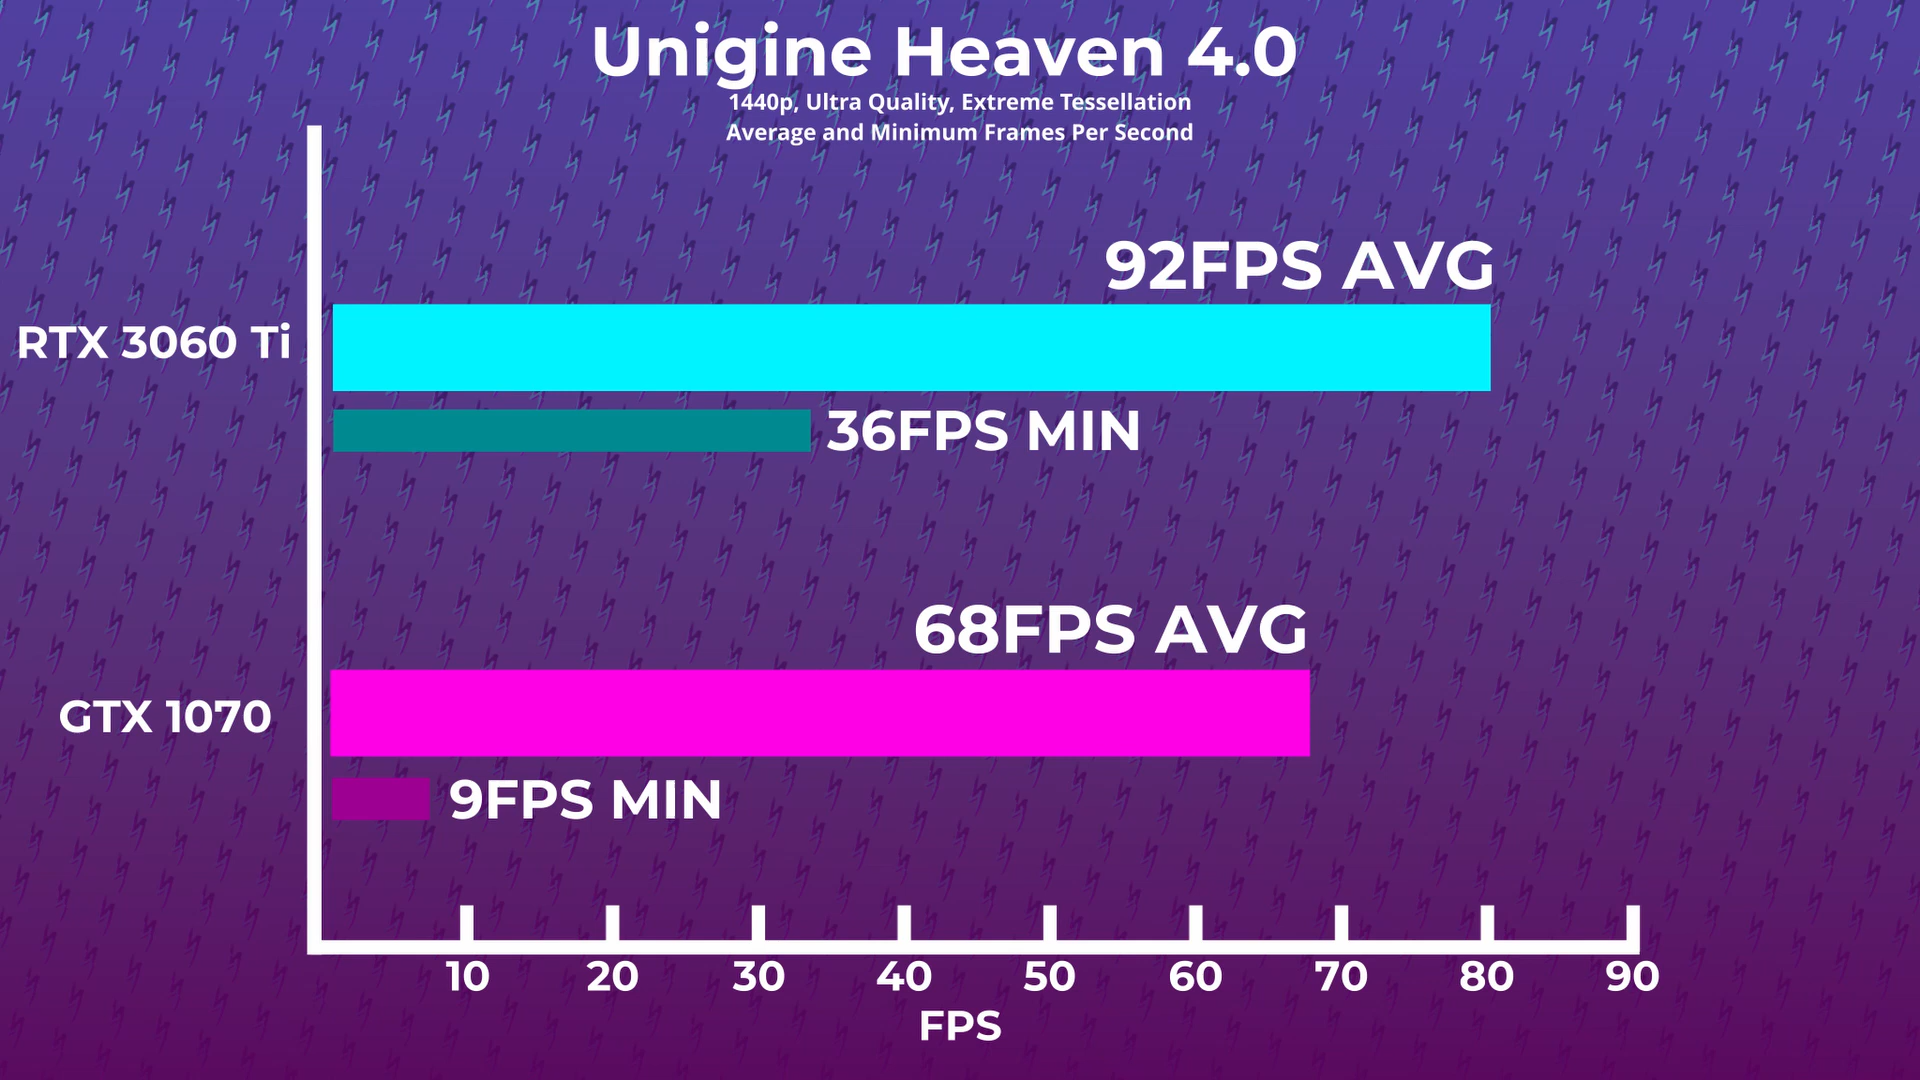 Unigine Heaven 4.0
1440p, Ultra Quality, Extreme Tessellation
Average and Minimum Frames Per Second
92FPS AVG
RTX 3060 Ti
36FPS MIN
68FPS AVG
GTX 1070
9FPS MIN
10 20 30 40 50 60 70 80 90
FPS